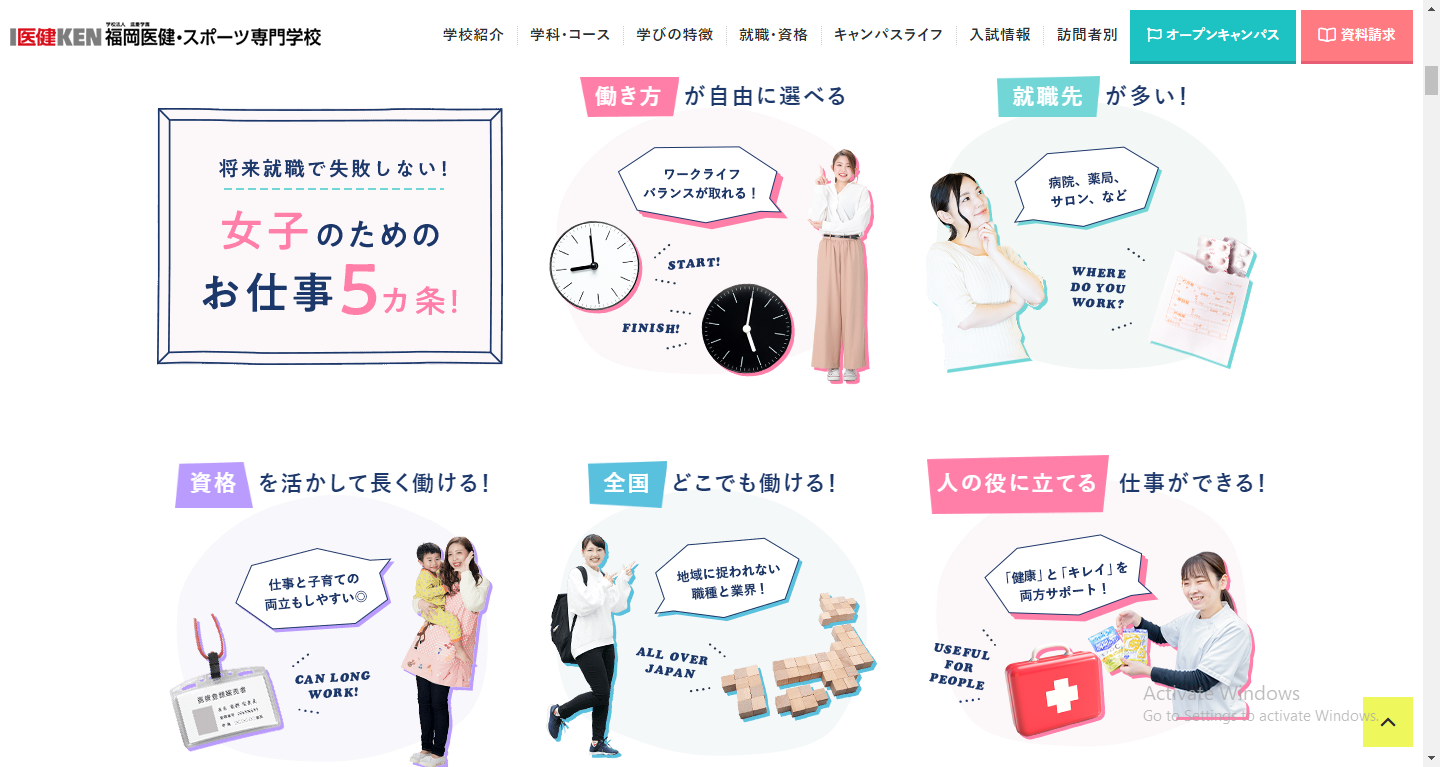 I医健KEN 学校法人 滋慶学園
福岡医健・スポーツ専門学校
学校紹介 学科・コース 学びの特徴 就職・資格 キャンパスライフ 入試情報 訪問者別 オープンキャンパス 資料請求
将来就職で失敗しない！
女子のための
お仕事5カ条！
働き方が自由に選べる
ワークライフ
バランスが取れる！
START!
FINISH!
就職先が多い！
病院、薬局、
サロン、など
WHERE
DO YOU
WORK?
資格を活かして長く働ける！
仕事と子育ての
両立もしやすい◎
CAN LONG
WORK!
医療登録販売者
全国どこでも働ける！
地域に捉われない
職種と業界！
ALL OVER
JAPAN
人の役に立てる仕事ができる！
「健康」と「キレイ」を
両方サポート！
USEFUL
FOR
PEOPLE
Activate Windows
Go to Settings to activate Windows.